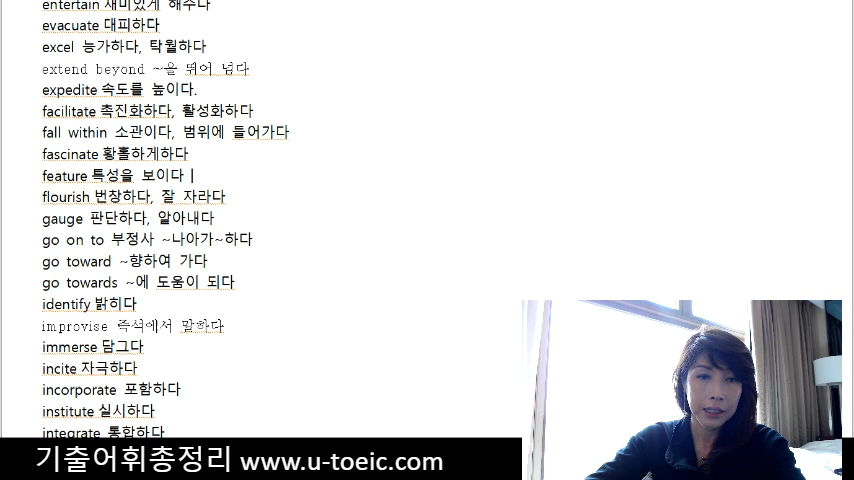 entertain 재미있게 해주다
evacuate 대피하다
excel 능가하다, 탁월하다
extend beyond ~을 뛰어 넘다
expedite 속도를 높이다.
facilitate 촉진화하다, 활성화하다
fall within 소관이다, 범위에 들어가다
fascinate 황홀하게하다
feature 특성을 보이다
flourish 번창하다, 잘 자라다
gauge 판단하다, 알아내다
go on to 부정사 ~나아가~하다
go toward ~향하여 가다
go towards ~에 도움이 되다
identify 밝히다
improvise 즉석에서 말하다
immerse 담그다
incite 자극하다
incorporate 포함하다
institute 실시하다
integrate 통합하다
기출어휘총정리 www.u-toeic.com